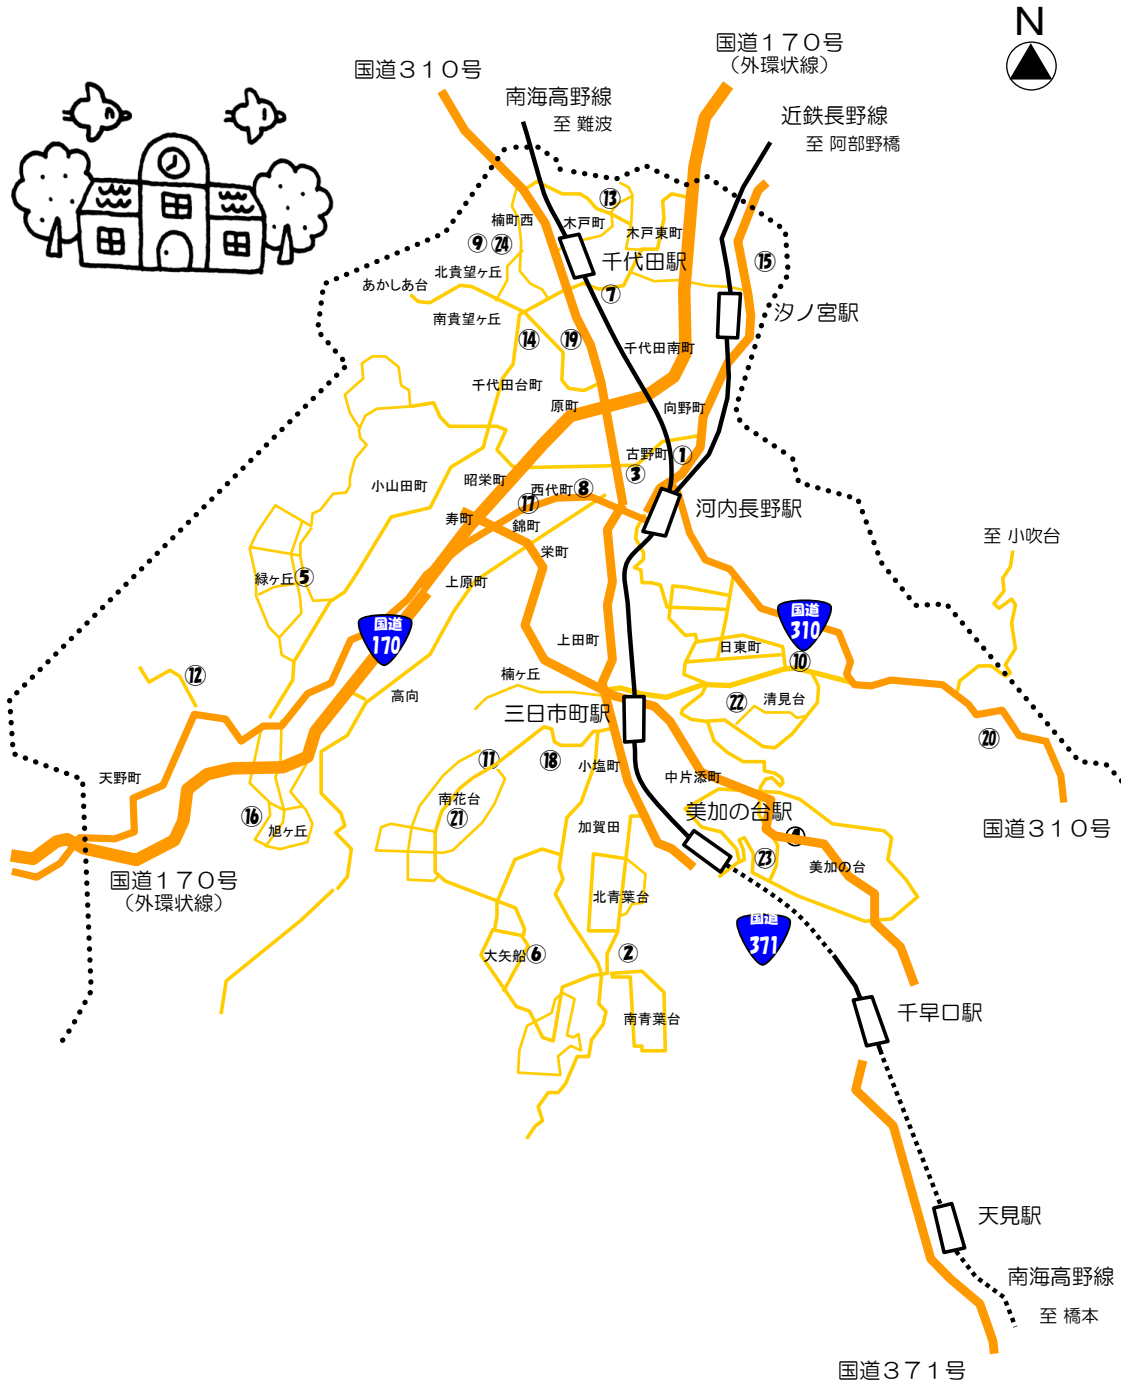 N
国道１７０号
（外環状線）
国道３１０号
南海高野線
至 難波
近鉄長野線
至 阿部野橋
⑬
楠町西
木戸町
木戸東町
⑨
㉔
千代田駅
⑮
北貴望ヶ丘
あかしあ台
⑦
汐ノ宮駅
南貴望ヶ丘
⑭
⑲
千代田南町
千代田台町
原町
向野町
古野町
①
③
小山田町
昭栄町
西代町
⑧
⑰
河内長野駅
寿町
錦町
至 小吹台
栄町
緑ヶ丘
⑤
上原町
国道
170
国道
310
上田町
日東町
⑩
⑫
楠ヶ丘
高向
㉒
清見台
三日市町駅
⑳
⑪
⑱
小塩町
中片添町
天野町
南花台
㉑
美加の台駅
⑯
旭ヶ丘
加賀田
④
国道３１０号
㉓
美加の台
国道１７０号
（外環状線）
北青葉台
国道
371
大矢船
⑥
②
千早口駅
南青葉台
天見駅
南海高野線
至 橋本
国道３７１号